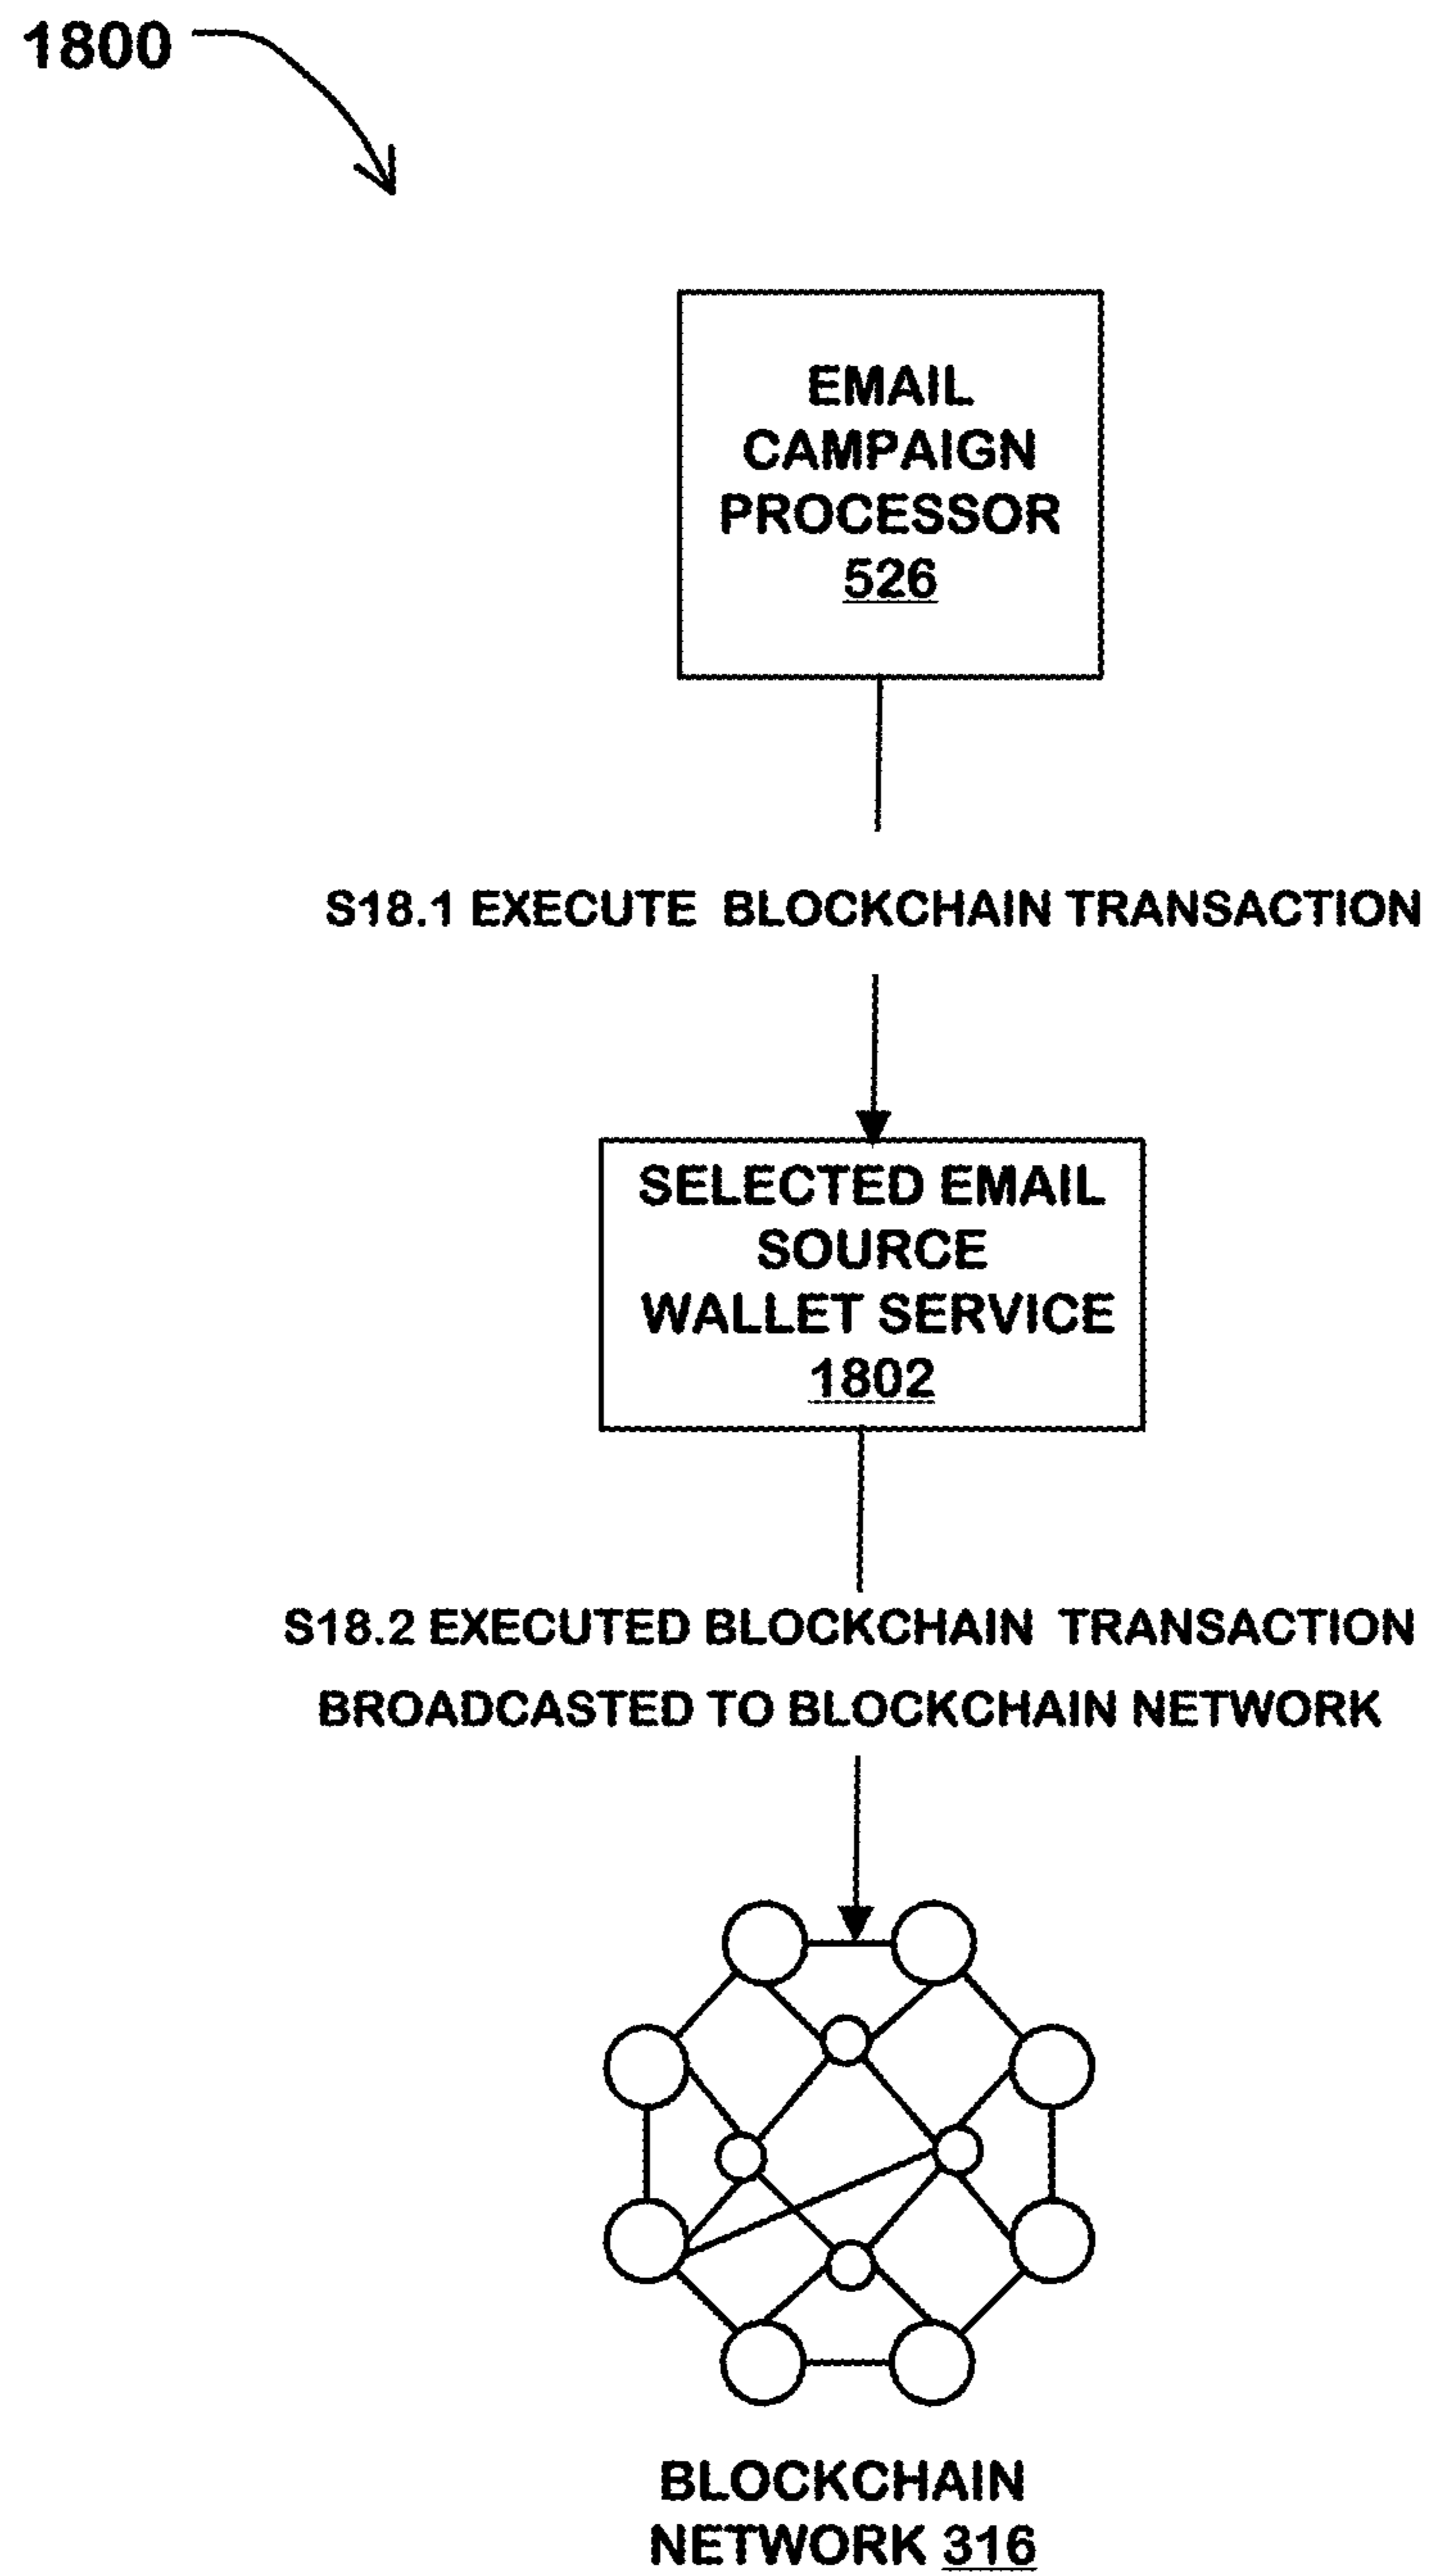 1800
EMAIL
CAMPAIGN
PROCESSOR
526
S18.1 EXECUTE BLOCKCHAIN TRANSACTION
SELECTED EMAIL
SOURCE
WALLET SERVICE
1802
S18.2 EXECUTED BLOCKCHAIN TRANSACTION
BROADCASTED TO BLOCKCHAIN NETWORK
BLOCKCHAIN
NETWORK 316